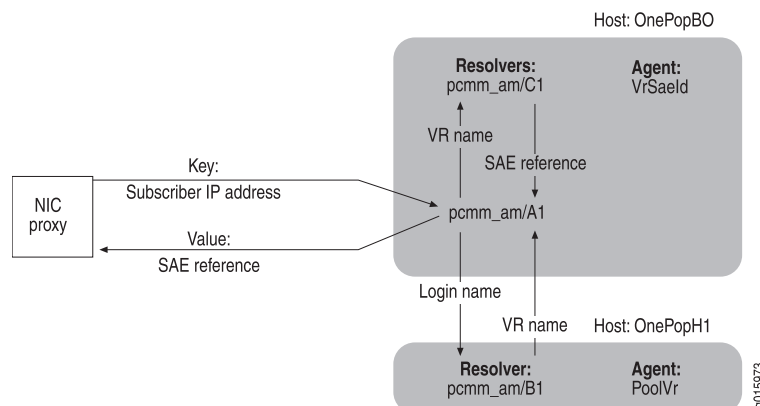 Host: OnePopBO
Resolvers:
pcmm_am/C1
Agent:
VrSaeId
VR name
SAE reference
Key:
Subscriber IP address
NIC
proxy
pcmm_am/A1
Value:
SAE reference
Login name
VR name
Host: OnePopH1
Resolver:
pcmm_am/B1
Agent:
PoolVr
g015973